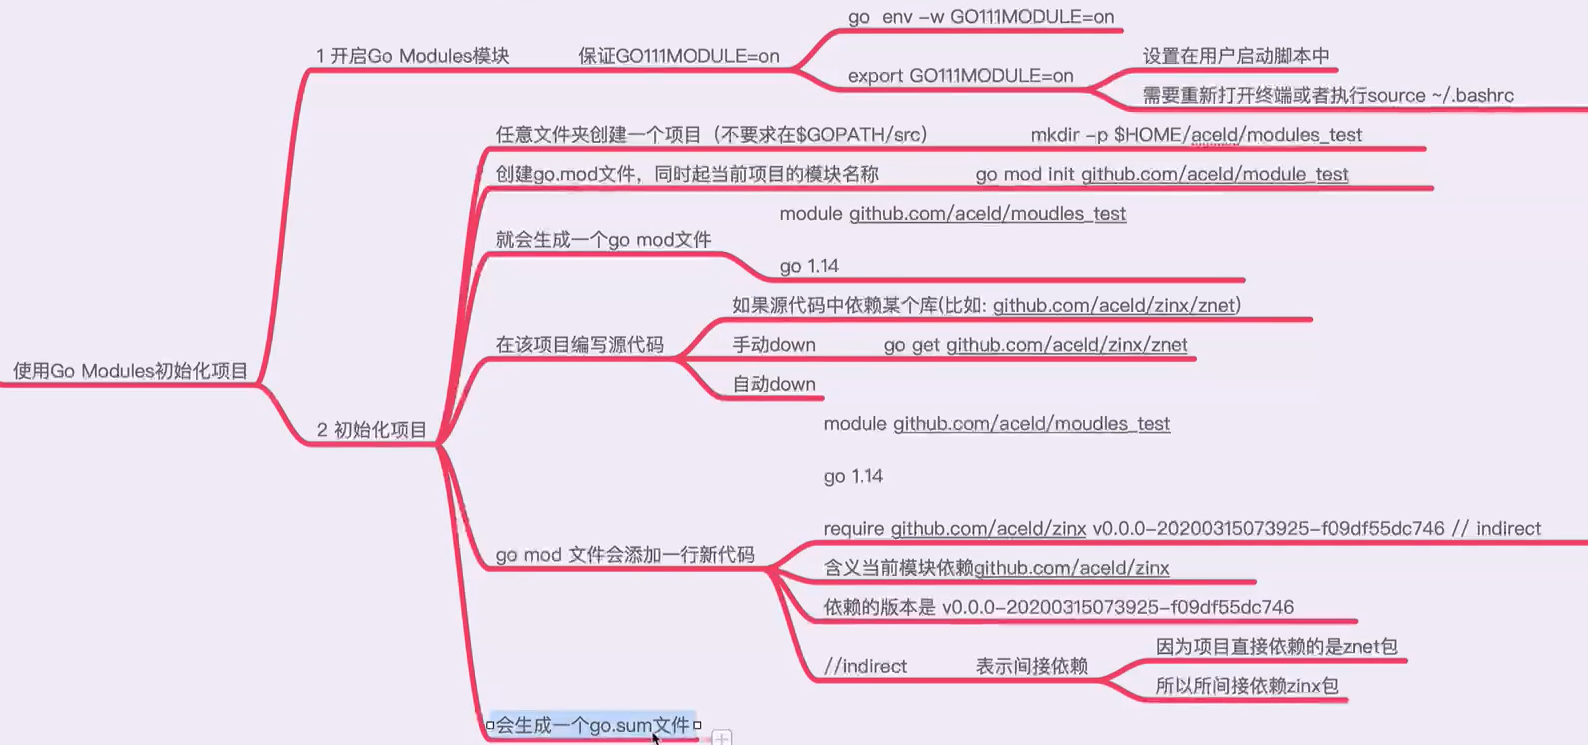 go env -w GO111MODULE=on
1 开启Go Modules模块
保证GO111MODULE=on
设置在用户启动脚本中
export GO111MODULE=on
需要重新打开终端或者执行source ~/.bashrc
任意文件夹创建一个项目（不要求在$GOPATH/src）
mkdir -p $HOME/aceld/modules_test
创建go.mod文件，同时起当前项目的模块名称
go mod init github.com/aceld/module_test
module github.com/aceld/moudles_test
就会生成一个go mod文件
go 1.14
如果源代码中依赖某个库(比如: github.com/aceld/zinx/znet)
在该项目编写源代码
手动down
go get github.com/aceld/zinx/znet
使用Go Modules初始化项目
自动down
2 初始化项目
module github.com/aceld/moudles_test
go 1.14
require github.com/aceld/zinx v0.0.0-20200315073925-f09df55dc746 // indirect
go mod 文件会添加一行新代码
含义当前模块依赖github.com/aceld/zinx
依赖的版本是 v0.0.0-20200315073925-f09df55dc746
因为项目直接依赖的是znet包
//indirect
表示间接依赖
所以所间接依赖zinx包
会生成一个go.sum文件